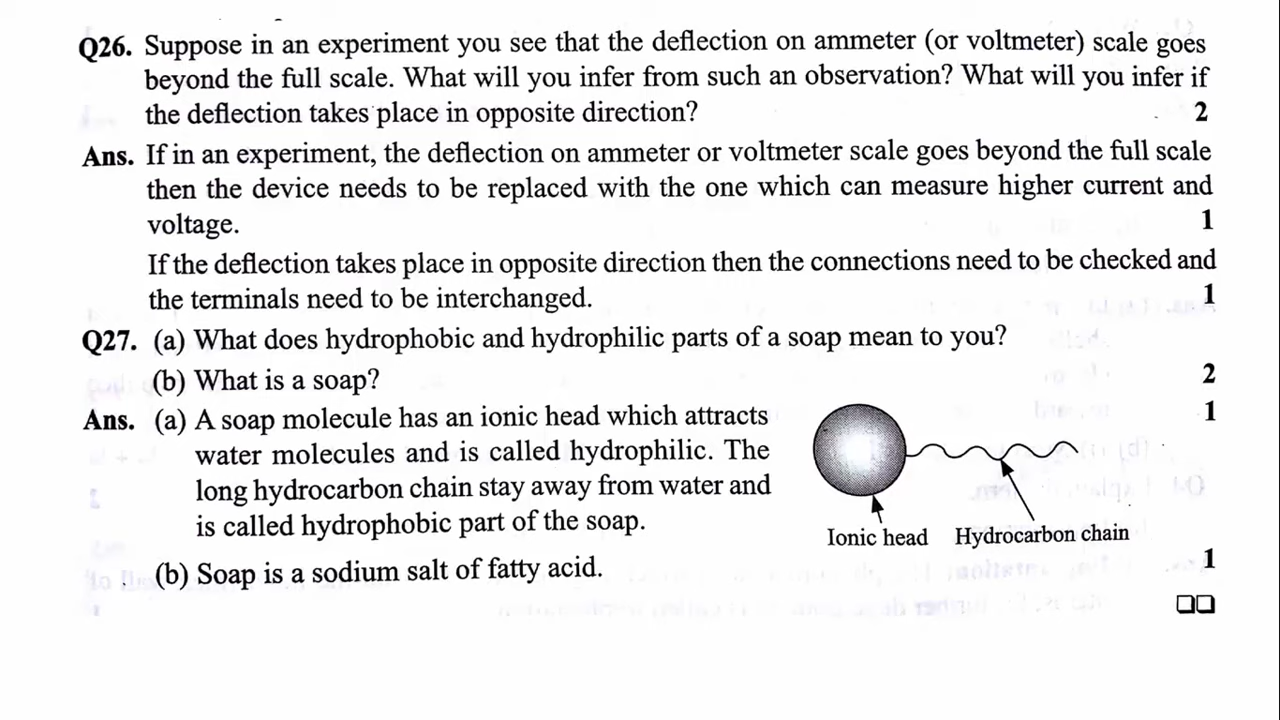 Q26. Suppose in an experiment you see that the deflection on ammeter (or voltmeter) scale goes
beyond the full scale. What will you infer from such an observation? What will you infer if
the deflection takes place in opposite direction? 2
Ans. If in an experiment, the deflection on ammeter or voltmeter scale goes beyond the full scale
then the device needs to be replaced with the one which can measure higher current and
voltage. 1
If the deflection takes place in opposite direction then the connections need to be checked and
the terminals need to be interchanged. 1
Q27. (a) What does hydrophobic and hydrophilic parts of a soap mean to you?
(b) What is a soap? 2
Ans. (a) A soap molecule has an ionic head which attracts 1
water molecules and is called hydrophilic. The
long hydrocarbon chain stay away from water and
is called hydrophobic part of the soap.
Ionic head Hydrocarbon chain
(b) Soap is a sodium salt of fatty acid. 1